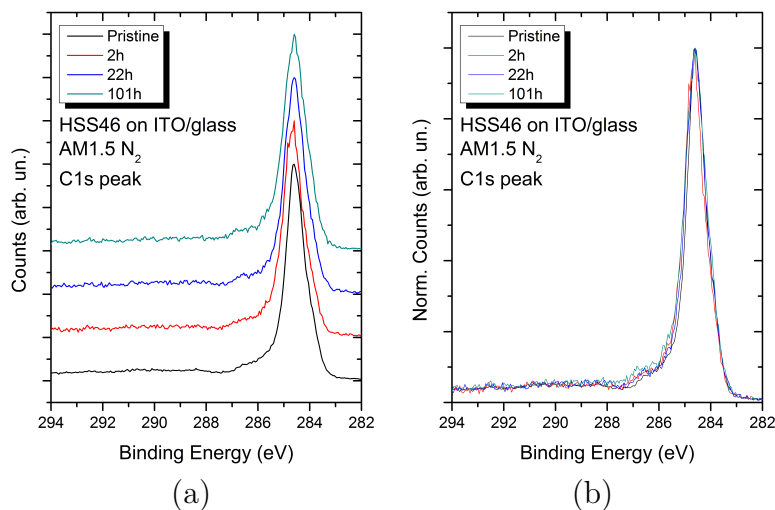 Pristine
2h
22h
101h
HSS46 on ITO/glass
AM1.5 N₂
C1s peak
Counts (arb. un.)
294 292 290 288 286 284 282
Binding Energy (eV)
(a)
Pristine
2h
22h
101h
HSS46 on ITO/glass
AM1.5 N₂
C1s peak
Norm. Counts (arb. un.)
294 292 290 288 286 284 282
Binding Energy (eV)
(b)